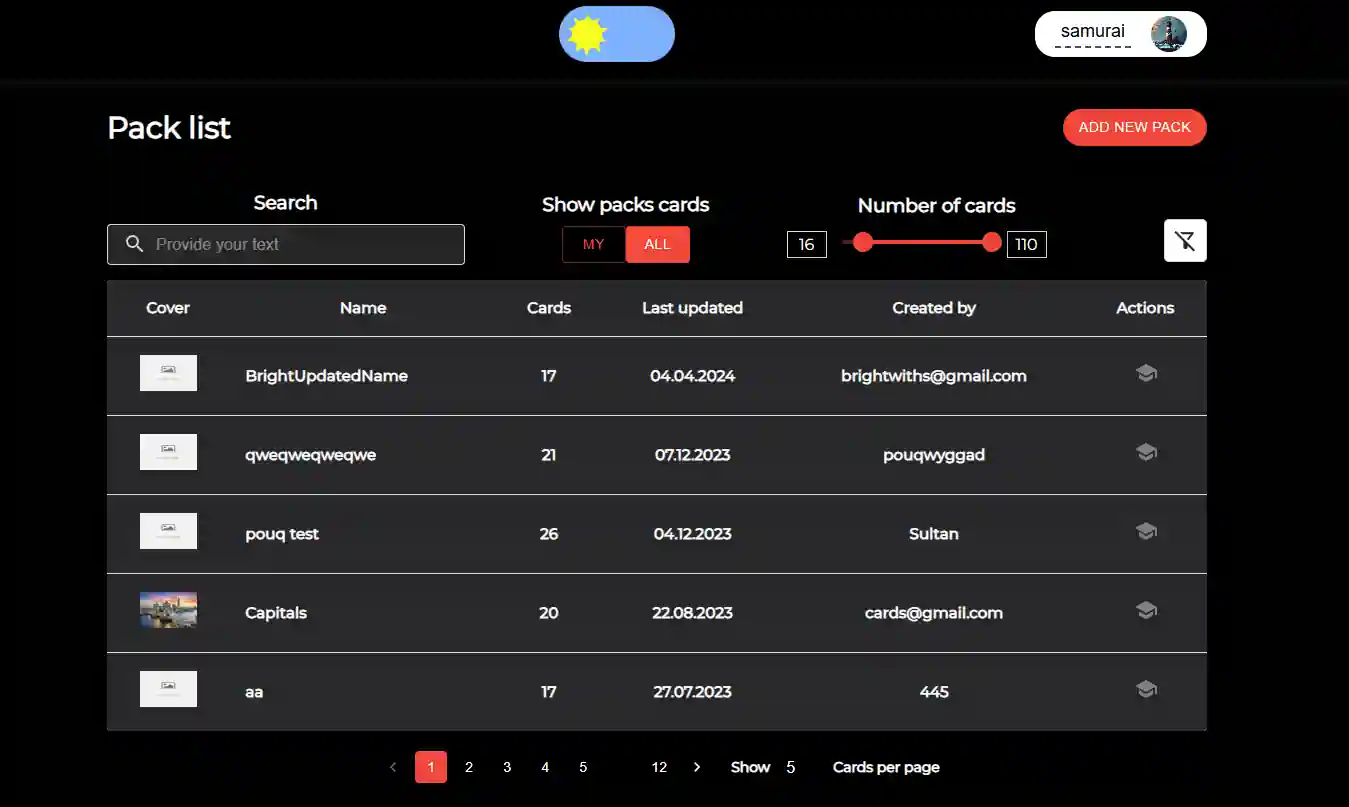 samurai
Pack list
ADD NEW PACK
Search
Show packs cards
Number of cards
Provide your text
MY ALL
16
110
Cover Name Cards Last updated Created by Actions
BrightUpdatedName 17 04.04.2024 brightwiths@gmail.com
qweqweqweqwe 21 07.12.2023 pouqwyggad
pouq test 26 04.12.2023 Sultan
Capitals 20 22.08.2023 cards@gmail.com
aa 17 27.07.2023 445
1 2 3 4 5 12 Show 5 Cards per page